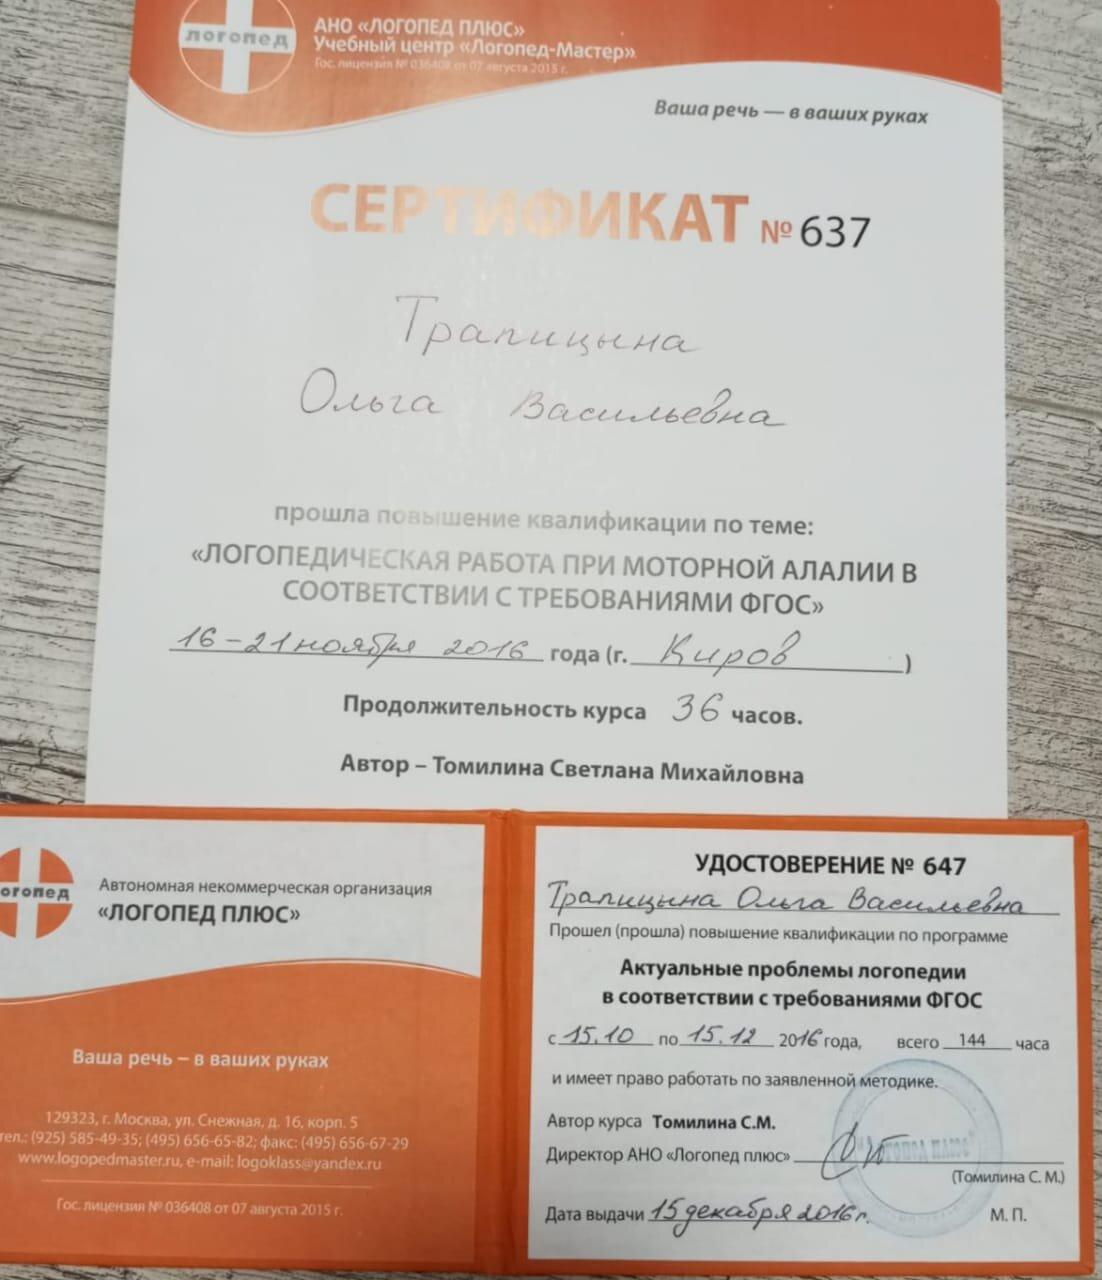 логопед
АНО «ЛОГОПЕД ПЛЮС»
Учебный центр «Логопед-Мастер»
Гос. лицензия № 036408 от 07 августа 2015 г.
Ваша речь — в ваших руках
СЕРТИФИКАТ № 637
Трапицына
Ольга Васильевна
прошла повышение квалификации по теме:
«ЛОГОПЕДИЧЕСКАЯ РАБОТА ПРИ МОТОРНОЙ АЛАЛИИ В
СООТВЕТСТВИИ С ТРЕБОВАНИЯМИ ФГОС»
16-21 ноября 2016 года (г. Киров)
Продолжительность курса 36 часов.
Автор – Томилина Светлана Михайловна
огопед
Автономная некоммерческая организация
«ЛОГОПЕД ПЛЮС»
Ваша речь – в ваших руках
129323, г. Москва, ул. Снежная, д. 16, корп. 5
тел.: (925) 585-49-35; (495) 656-65-82; факс: (495) 656-67-29
www.logopedmaster.ru, e-mail: logoklass@yandex.ru
Гос. лицензия № 036408 от 07 августа 2015 г.
УДОСТОВЕРЕНИЕ № 647
Трапицына Ольга Васильевна
Прошел (прошла) повышение квалификации по программе
Актуальные проблемы логопедии
в соответствии с требованиями ФГОС
с 15.10 по 15.12 2016 года, всего 144 часа
и имеет право работать по заявленной методике.
Автор курса Томилина С.М.
Директор АНО «Логопед плюс»
(Томилина С. М.)
Дата выдачи 15 декабря 2016 г.
М. П.